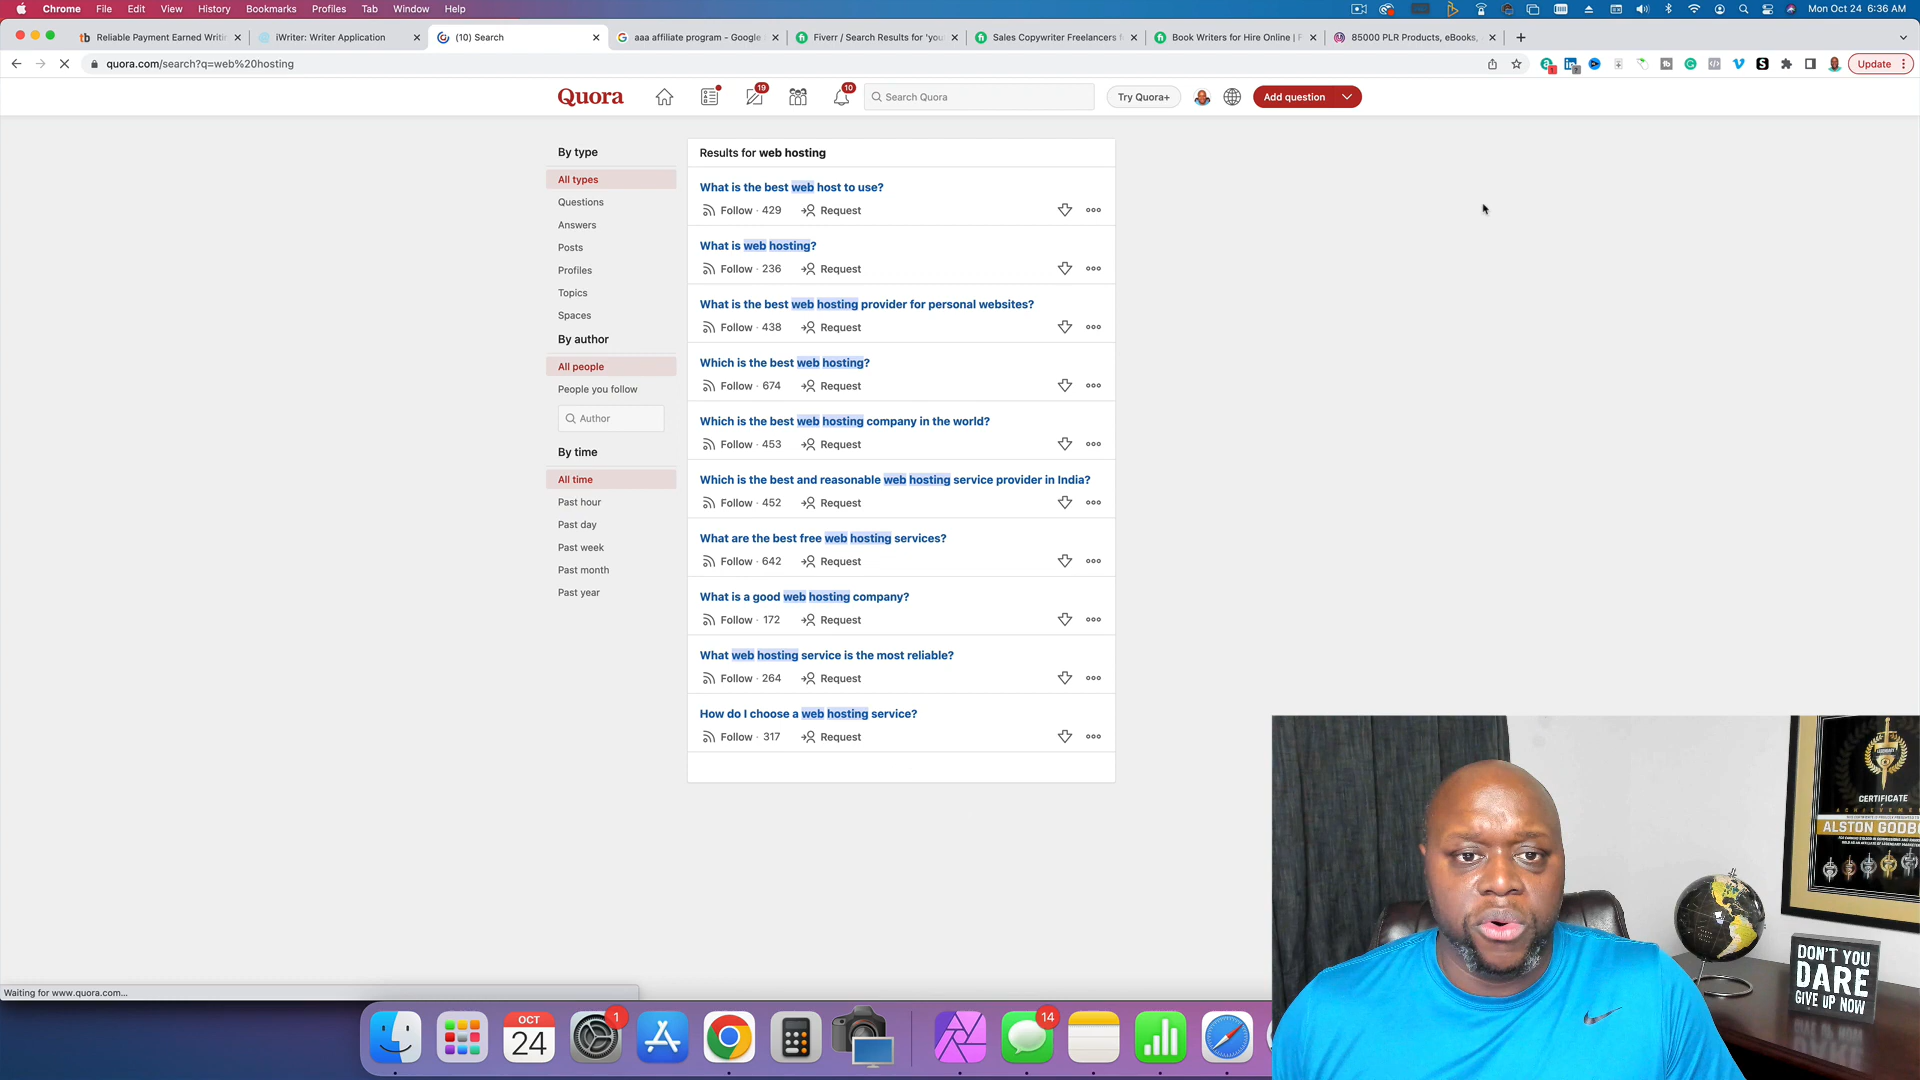 Chrome File Edit View History Bookmarks Profiles Tab Window Help
Mon Oct 24 6:36 AM
Reliable Payment Earned Writi
iWriter: Writer Application
(10) Search
aaa affiliate program - Google
Fiverr / Search Results for 'you
Sales Copywriter Freelancers f
Book Writers for Hire Online | F
85000 PLR Products, eBooks,
quora.com/search?q=web%20hosting
Update
Quora
19
10
Search Quora
Try Quora+
Add question
By type
All types
Questions
Answers
Posts
Profiles
Topics
Spaces
By author
All people
People you follow
Author
By time
All time
Past hour
Past day
Past week
Past month
Past year
Results for web hosting
What is the best web host to use?
Follow · 429 Request
What is web hosting?
Follow · 236 Request
What is the best web hosting provider for personal websites?
Follow · 438 Request
Which is the best web hosting?
Follow · 674 Request
Which is the best web hosting company in the world?
Follow · 453 Request
Which is the best and reasonable web hosting service provider in India?
Follow · 452 Request
What are the best free web hosting services?
Follow · 642 Request
What is a good web hosting company?
Follow · 172 Request
What web hosting service is the most reliable?
Follow · 264 Request
How do I choose a web hosting service?
Follow · 317 Request
Waiting for www.quora.com...
OCT
24
1
14
CERTIFICATE
ALSTON GODBO
DON'T YOU
DARE
GIVE UP NOW